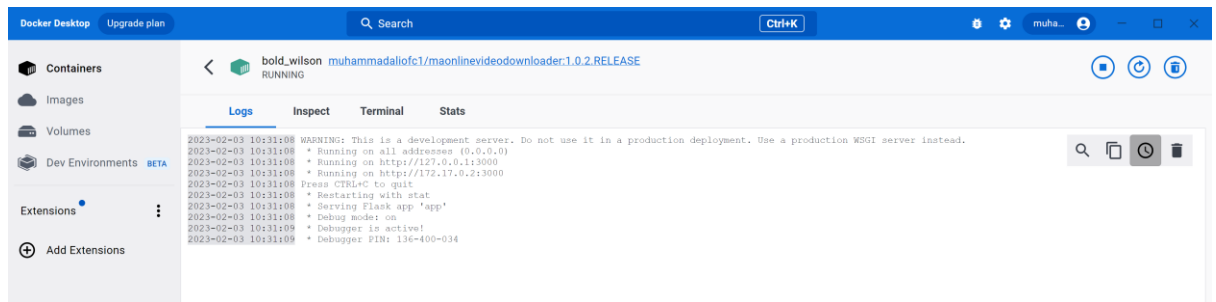 Docker Desktop Upgrade plan Search Ctrl+K muha...
Containers
Images
Volumes
Dev Environments BETA
Extensions
Add Extensions
bold_wilson muhammadaliofc1/maonlinevideodownloader:1.0.2.RELEASE
RUNNING
Logs Inspect Terminal Stats
2023-02-03 10:31:08 WARNING: This is a development server. Do not use it in a production deployment. Use a production WSGI server instead.
2023-02-03 10:31:08  * Running on all addresses (0.0.0.0)
2023-02-03 10:31:08  * Running on http://127.0.0.1:3000
2023-02-03 10:31:08  * Running on http://172.17.0.2:3000
2023-02-03 10:31:08 Press CTRL+C to quit
2023-02-03 10:31:08  * Restarting with stat
2023-02-03 10:31:08  * Serving Flask app 'app'
2023-02-03 10:31:08  * Debug mode: on
2023-02-03 10:31:09  * Debugger is active!
2023-02-03 10:31:09  * Debugger PIN: 136-400-034